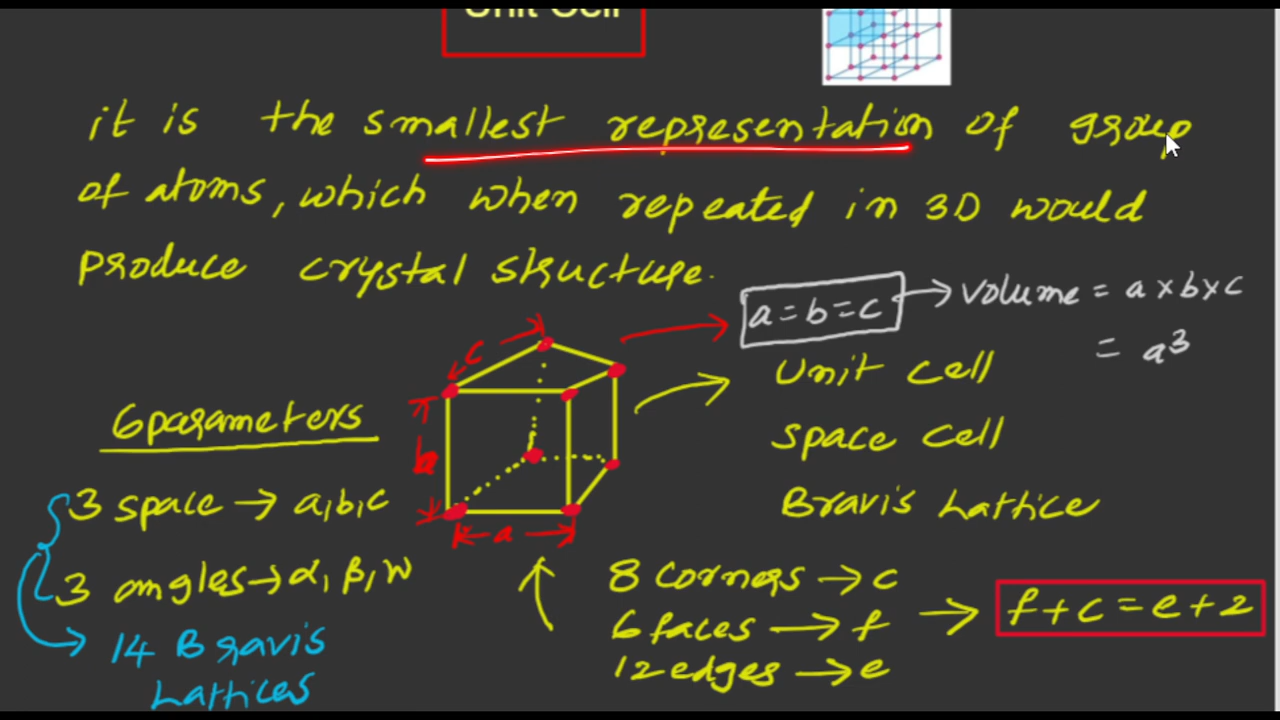 Unit Cell
it is the smallest representation of group
of atoms, which when repeated in 3D would
produce crystal structure.
a=b=c → volume = a×b×c
= a³
Unit cell
space cell
Bravis Lattice
c
b
a
6 parameters
3 space → a,b,c
3 angles → α, β, w
14 Bravis
Lattices
8 corners → c
6 faces → f
12 edges → e
→ f+c=e+2